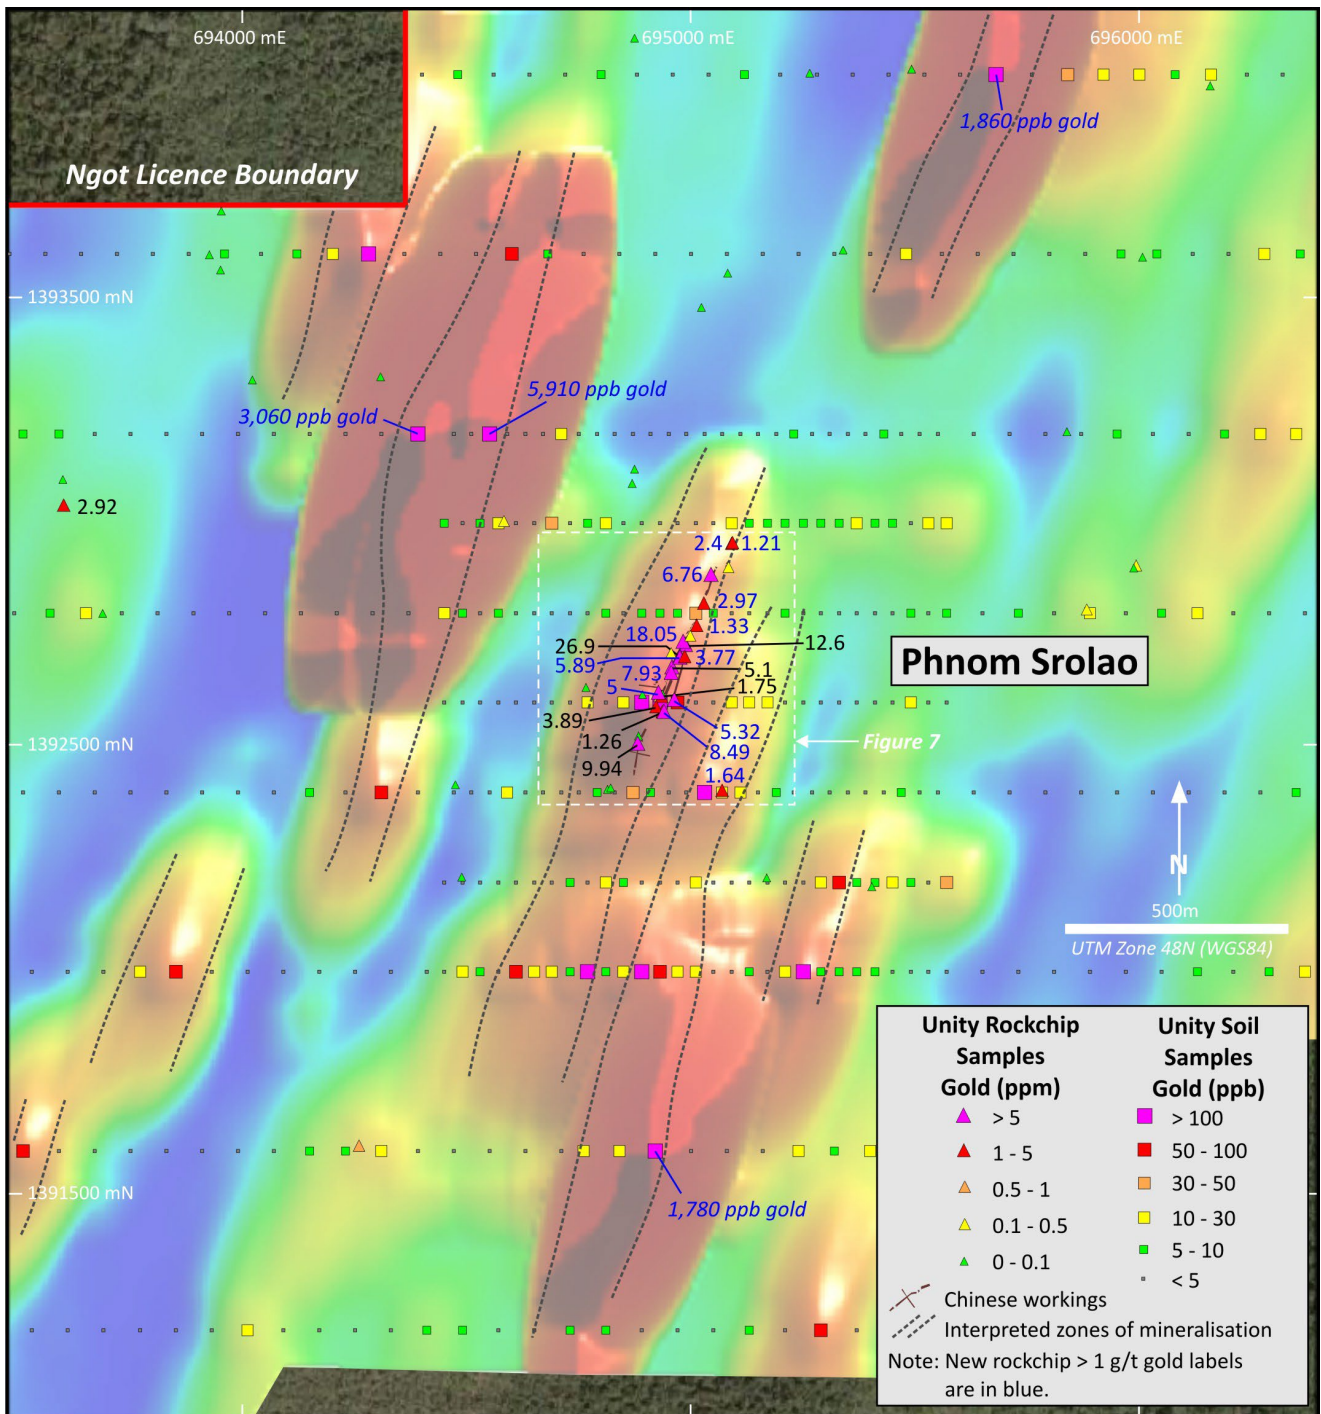 694000 mE
695000 mE
696000 mE
1,860 ppb gold
Ngot Licence Boundary
1393500 mN
5,910 ppb gold
3,060 ppb gold
2.92
2.4
1.21
6.76
2.97
1.33
18.05
26.9
12.6
5.89
3.77
7.93
5.1
5
1.75
3.89
5.32
1.26
8.49
9.94
1.64
Phnom Srolao
Figure 7
1392500 mN
N
500m
UTM Zone 48N (WGS84)
1391500 mN
1,780 ppb gold
Unity Rockchip
Samples
Gold (ppm)
> 5
1 - 5
0.5 - 1
0.1 - 0.5
0 - 0.1
Unity Soil
Samples
Gold (ppb)
> 100
50 - 100
30 - 50
10 - 30
5 - 10
< 5
Chinese workings
Interpreted zones of mineralisation
Note: New rockchip > 1 g/t gold labels
are in blue.